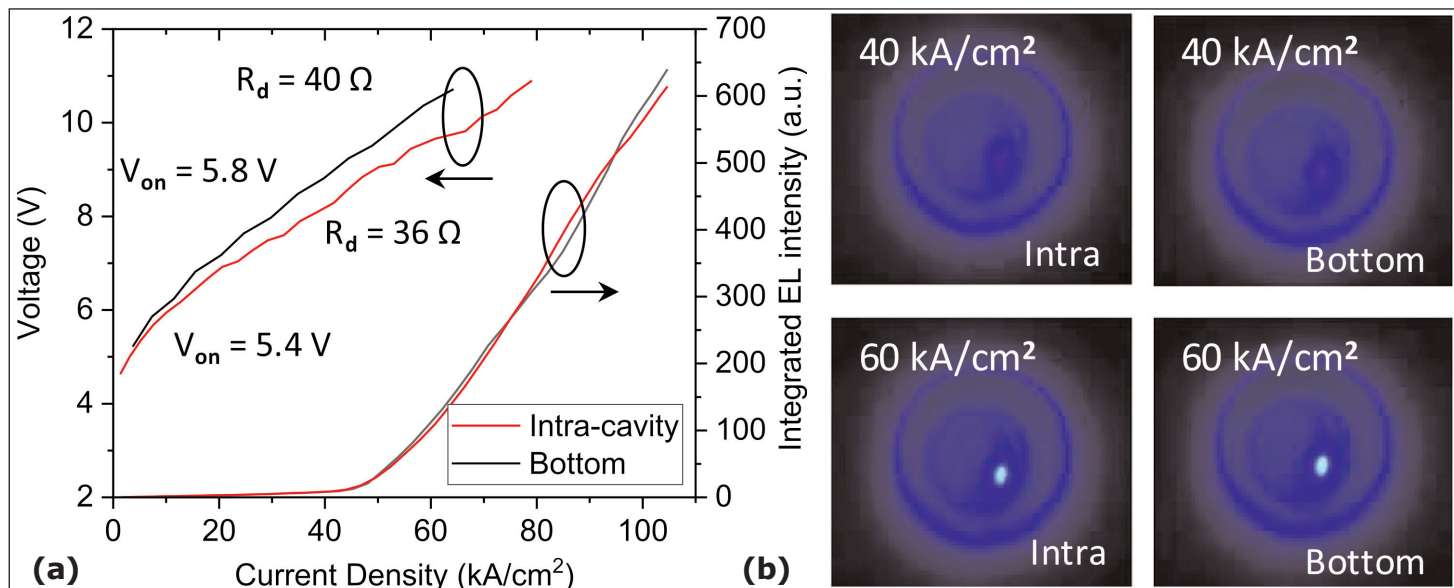 12
10
8
6
4
2
Voltage (V)
R_d = 40 Ω
V_on = 5.8 V
R_d = 36 Ω
V_on = 5.4 V
Intra-cavity
Bottom
0
20
40
60
80
100
Current Density (kA/cm²)
700
600
500
400
300
200
100
0
Integrated EL intensity (a.u.)
(a)
(b)
40 kA/cm²
Intra
40 kA/cm²
Bottom
60 kA/cm²
Intra
60 kA/cm²
Bottom